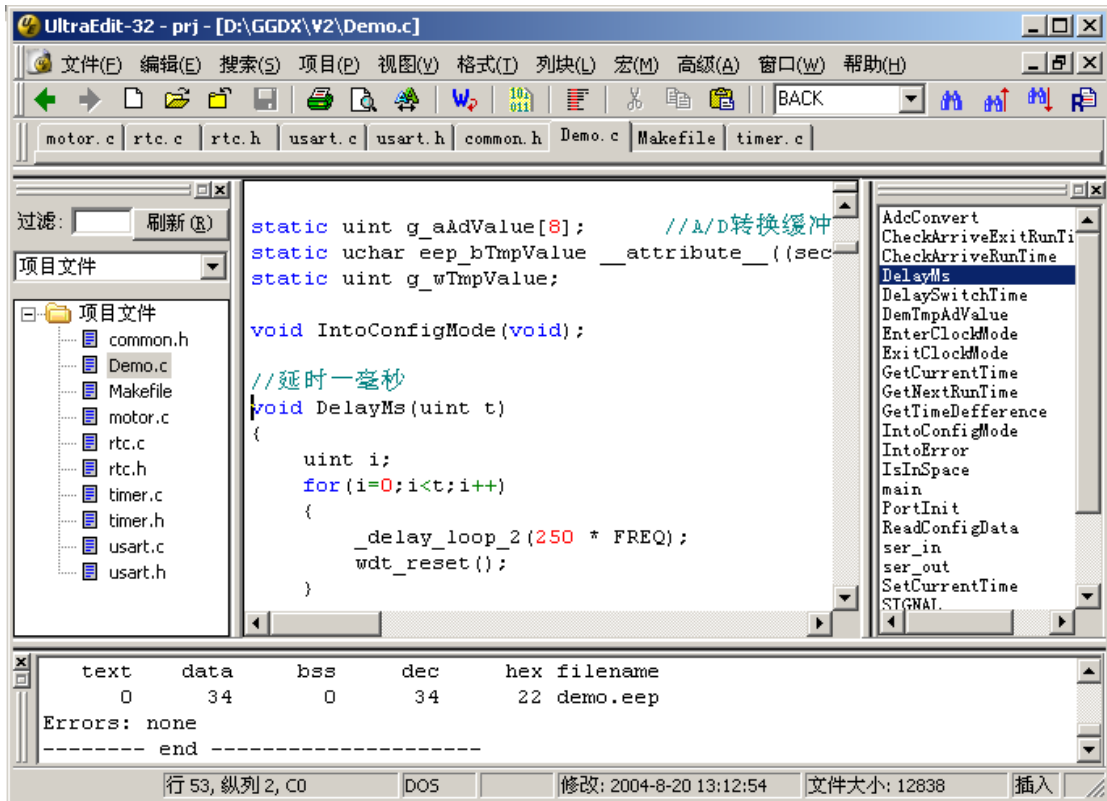 UltraEdit-32 - prj - [D:\GGDX\V2\Demo.c]
文件(F) 编辑(E) 搜索(S) 项目(P) 视图(V) 格式(T) 列块(L) 宏(M) 高级(A) 窗口(W) 帮助(H)
BACK
motor.c rtc.c rtc.h usart.c usart.h common.h Demo.c Makefile timer.c
过滤: 刷新(R)
项目文件
项目文件
common.h
Demo.c
Makefile
motor.c
rtc.c
rtc.h
timer.c
timer.h
usart.c
usart.h
static uint g_aAdValue[8]; //A/D转换缓冲
static uchar eep_bTmpValue __attribute__((sec
static uint g_wTmpValue;
void IntoConfigMode(void);
//延时一毫秒
void DelayMs(uint t)
{
uint i;
for(i=0;i<t;i++)
{
_delay_loop_2(250 * FREQ);
wdt_reset();
}
AdcConvert
CheckArriveExitRunTi
CheckArriveRunTime
DelayMs
DelaySwitchTime
DemTmpAdValue
EnterClockMode
ExitClockMode
GetCurrentTime
GetNextRunTime
GetTimeDefference
IntoConfigMode
IntoError
IsInSpace
main
PortInit
ReadConfigData
ser_in
ser_out
SetCurrentTime
SIGNAL
text data bss dec hex filename
0 34 0 34 22 demo.eep
Errors: none
-------- end ---------------------
行 53, 纵列 2, C0 DOS 修改: 2004-8-20 13:12:54 文件大小: 12838 插入